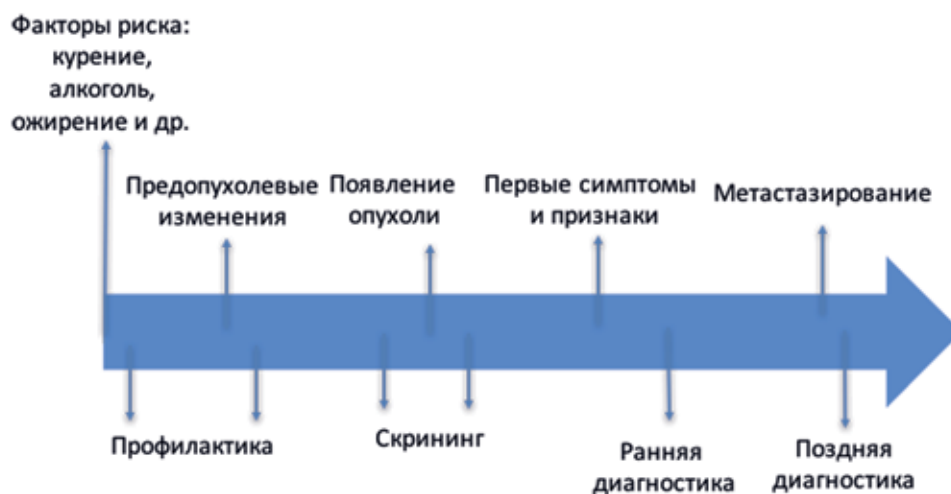 Факторы риска:
курение,
алкоголь,
ожирение и др.
Предопухолевые
изменения
Появление
опухоли
Первые симптомы
и признаки
Метастазирование
Профилактика
Скрининг
Ранняя
диагностика
Поздняя
диагностика